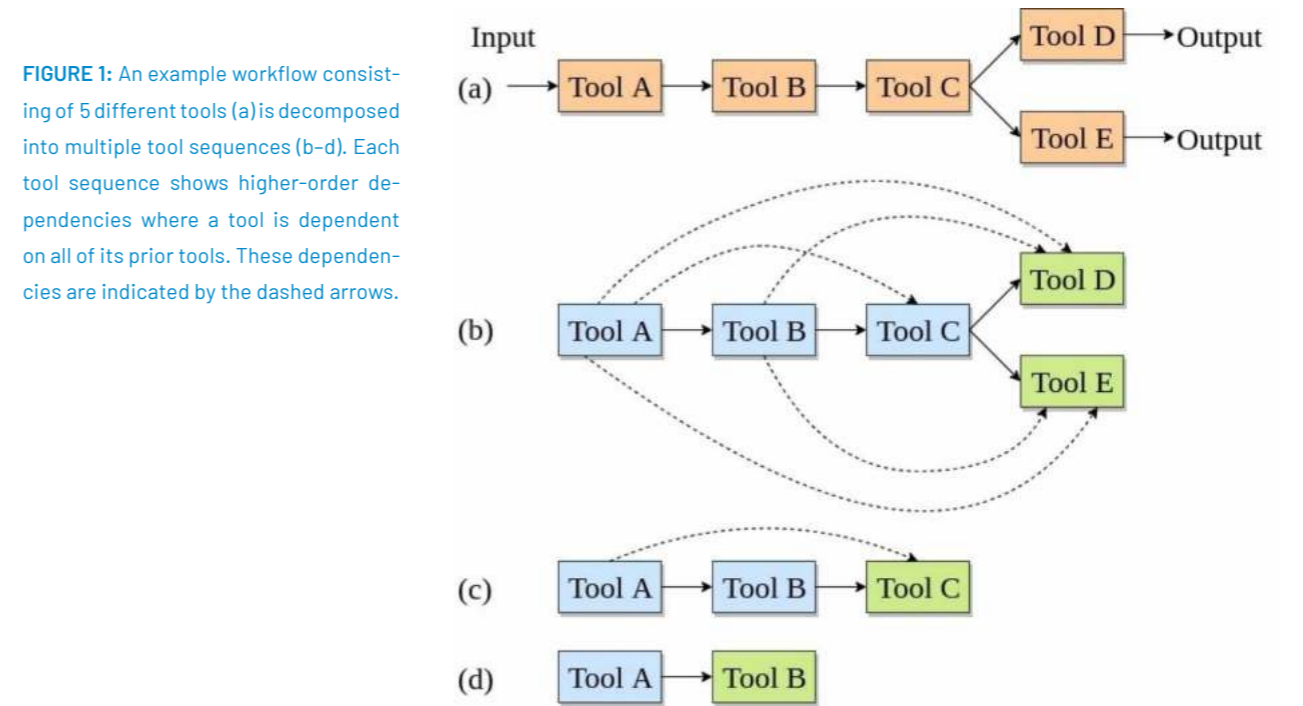 FIGURE 1: An example workflow consist-
ing of 5 different tools (a) is decomposed
into multiple tool sequences (b–d). Each
tool sequence shows higher-order de-
pendencies where a tool is dependent
on all of its prior tools. These dependen-
cies are indicated by the dashed arrows.
Input
(a) Tool A Tool B Tool C
Tool D Output
Tool E Output
(b) Tool A Tool B Tool C
Tool D
Tool E
(c) Tool A Tool B Tool C
(d) Tool A Tool B